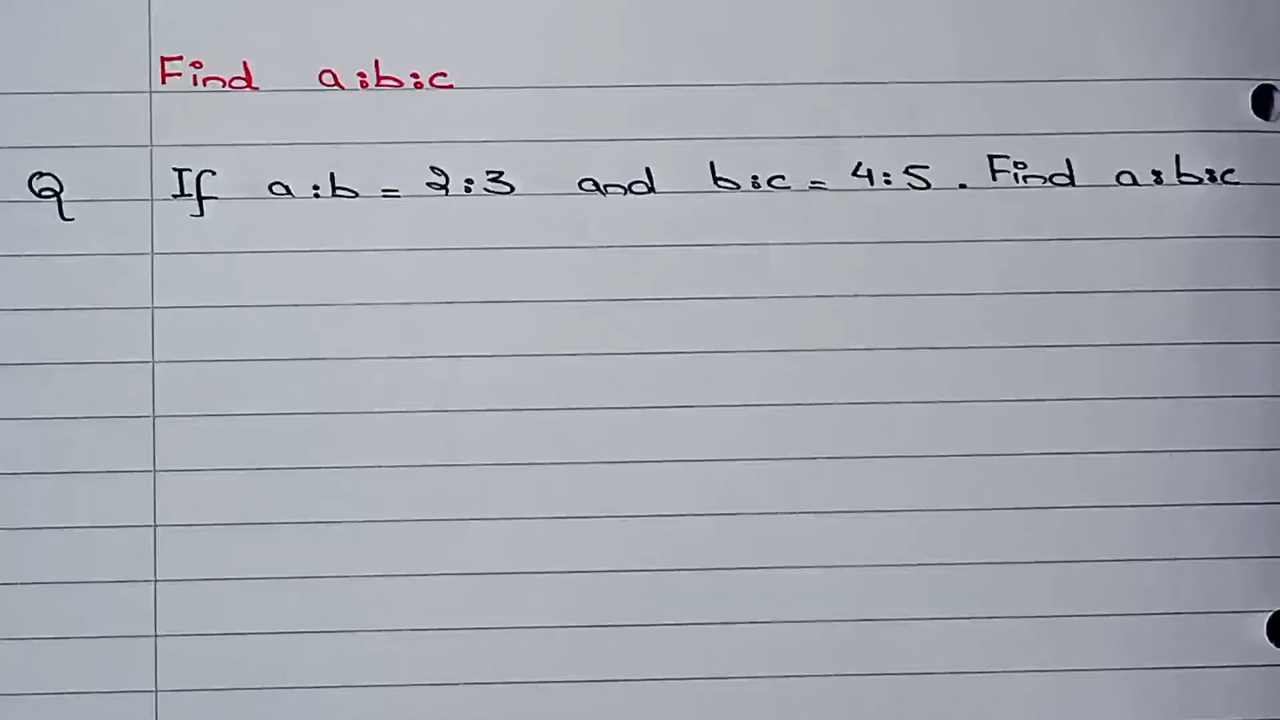 Find a:b:c
Q If a:b = 2:3 and b:c = 4:5. Find a:b:c